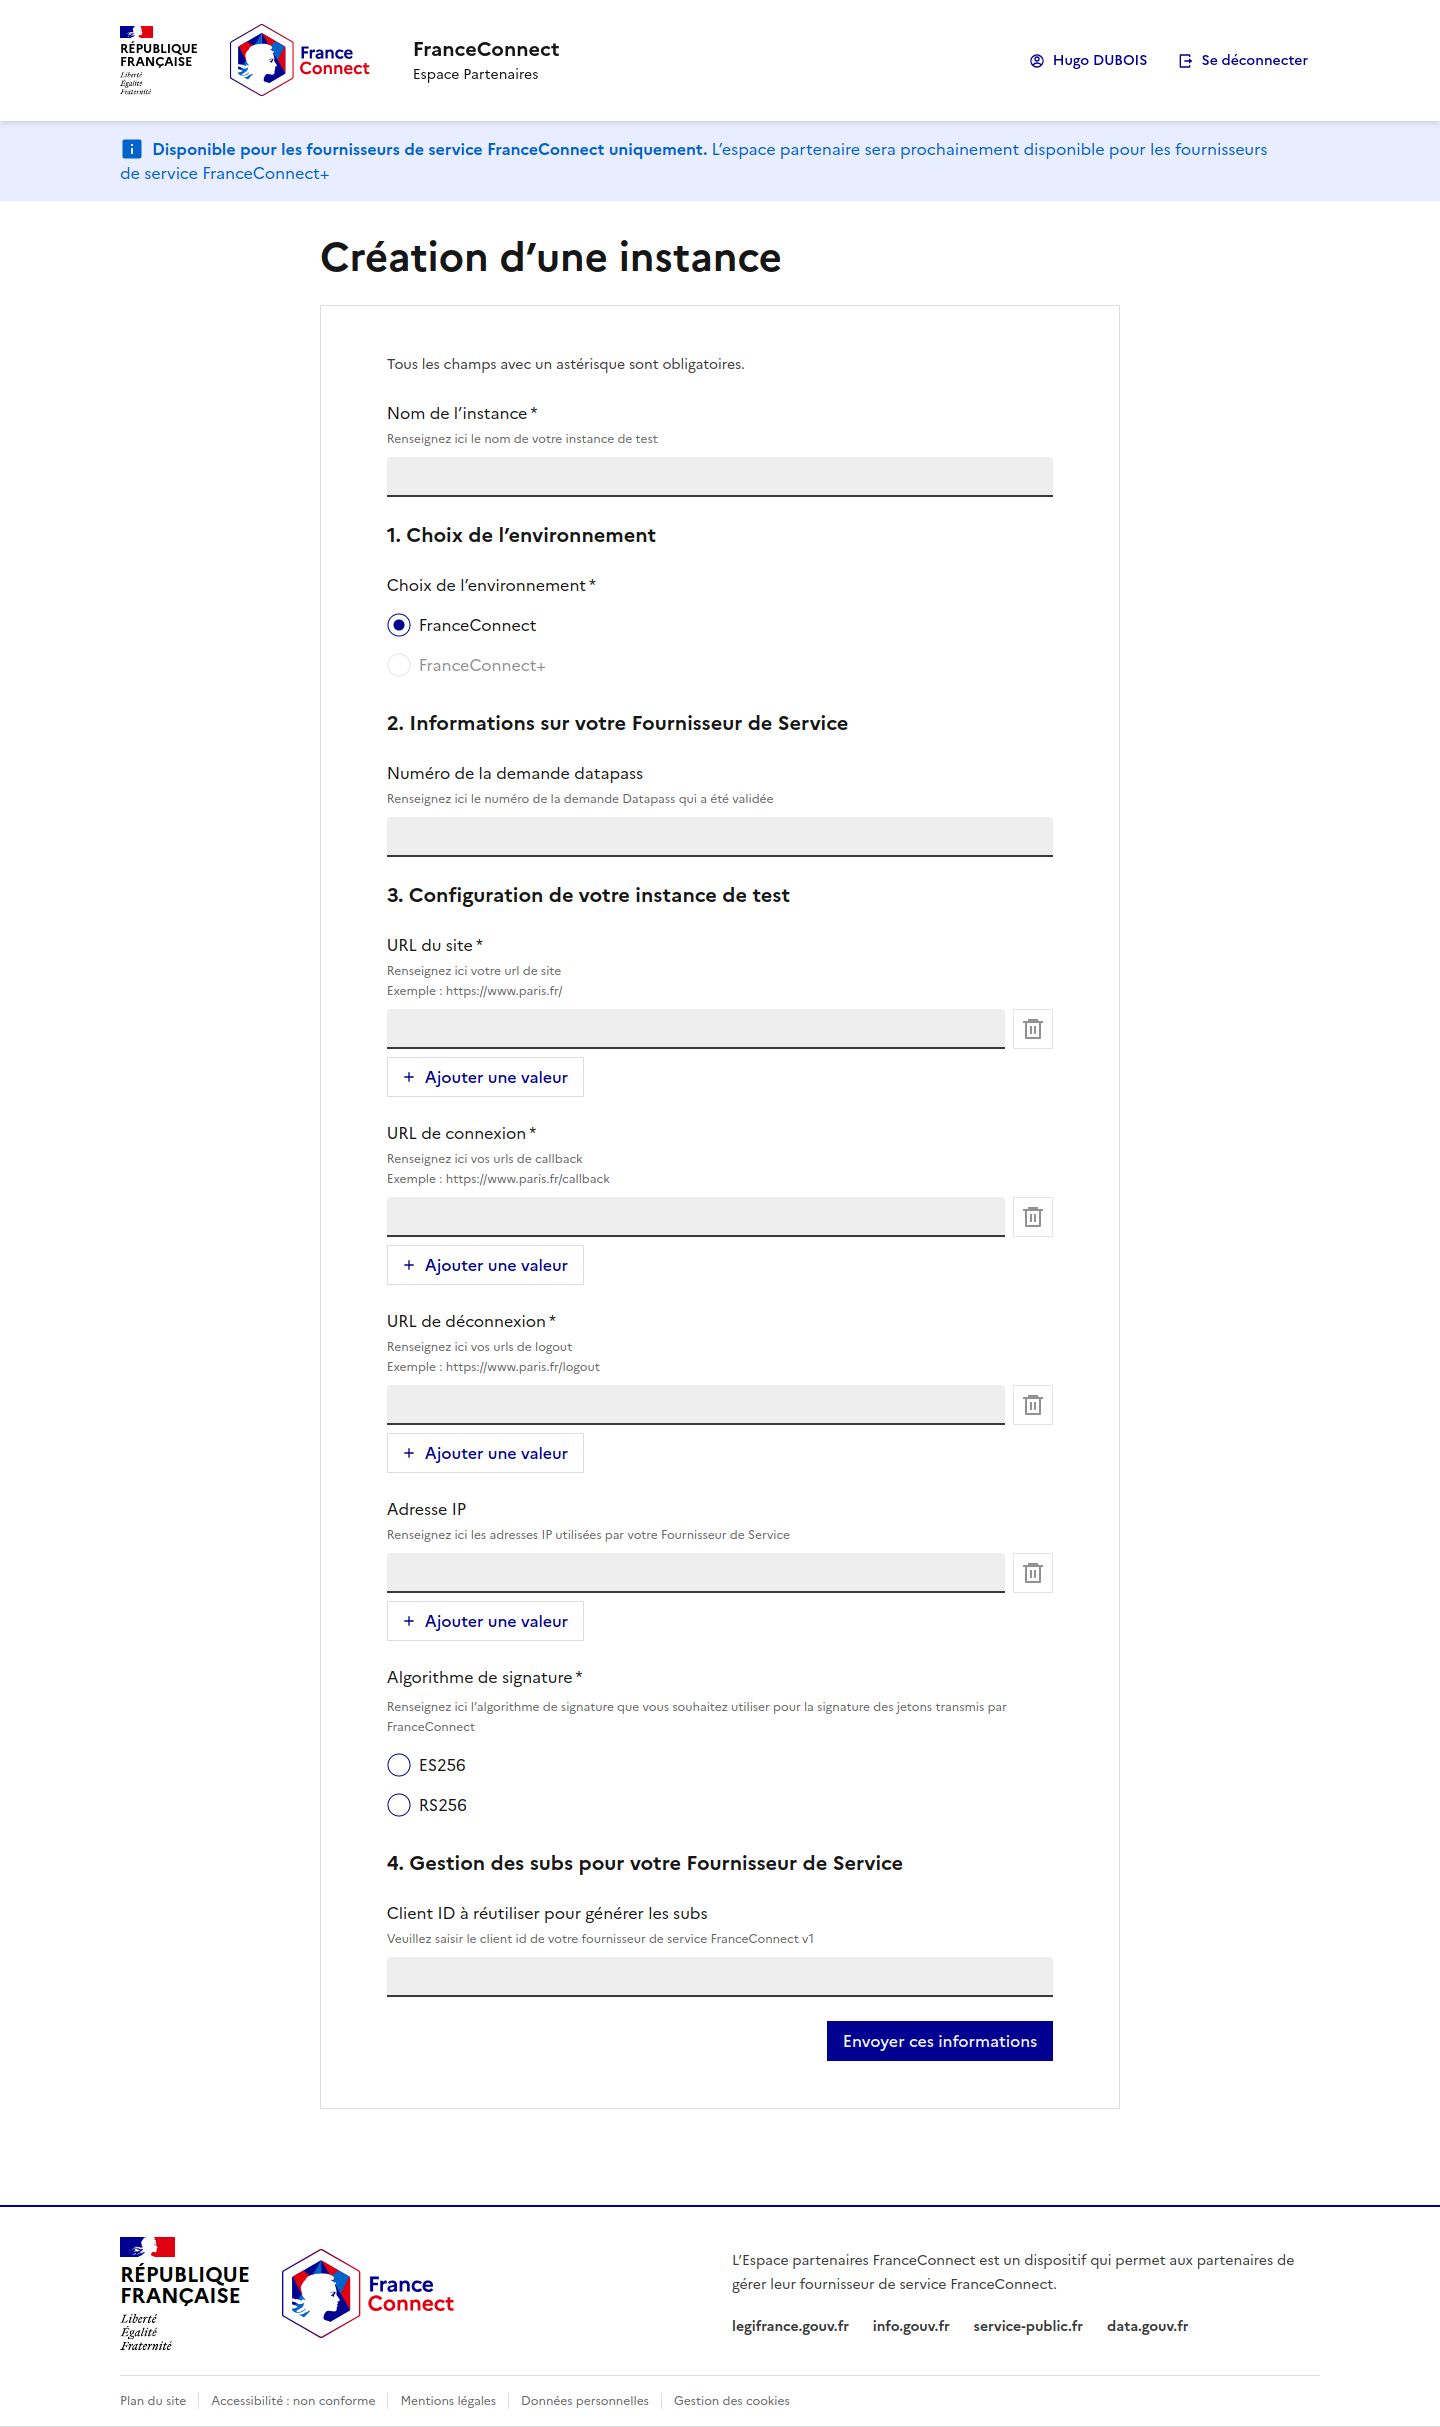 RÉPUBLIQUE
FRANÇAISE
Liberté
Égalité
Fraternité
France
Connect
FranceConnect
Espace Partenaires
Hugo DUBOIS
Se déconnecter
Disponible pour les fournisseurs de service FranceConnect uniquement. L’espace partenaire sera prochainement disponible pour les fournisseurs
de service FranceConnect+
Création d’une instance
Tous les champs avec un astérisque sont obligatoires.
Nom de l’instance *
Renseignez ici le nom de votre instance de test
1. Choix de l’environnement
Choix de l’environnement *
FranceConnect
FranceConnect+
2. Informations sur votre Fournisseur de Service
Numéro de la demande datapass
Renseignez ici le numéro de la demande Datapass qui a été validée
3. Configuration de votre instance de test
URL du site *
Renseignez ici votre url de site
Exemple : https://www.paris.fr/
+ Ajouter une valeur
URL de connexion *
Renseignez ici vos urls de callback
Exemple : https://www.paris.fr/callback
+ Ajouter une valeur
URL de déconnexion *
Renseignez ici vos urls de logout
Exemple : https://www.paris.fr/logout
+ Ajouter une valeur
Adresse IP
Renseignez ici les adresses IP utilisées par votre Fournisseur de Service
+ Ajouter une valeur
Algorithme de signature *
Renseignez ici l’algorithme de signature que vous souhaitez utiliser pour la signature des jetons transmis par
FranceConnect
ES256
RS256
4. Gestion des subs pour votre Fournisseur de Service
Client ID à réutiliser pour générer les subs
Veuillez saisir le client id de votre fournisseur de service FranceConnect v1
Envoyer ces informations
RÉPUBLIQUE
FRANÇAISE
Liberté
Égalité
Fraternité
France
Connect
L’Espace partenaires FranceConnect est un dispositif qui permet aux partenaires de
gérer leur fournisseur de service FranceConnect.
legifrance.gouv.fr info.gouv.fr service-public.fr data.gouv.fr
Plan du site Accessibilité : non conforme Mentions légales Données personnelles Gestion des cookies